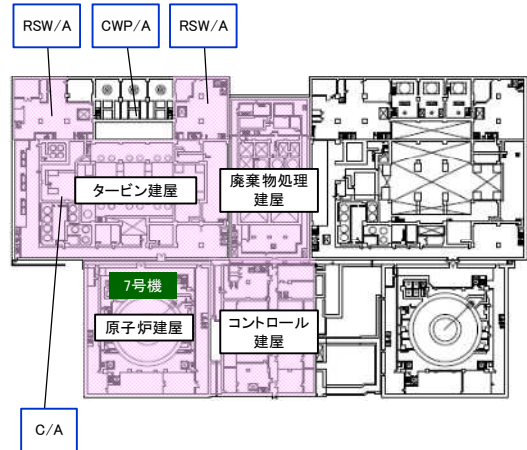 RSW/A
CWP/A
RSW/A
タービン建屋
廃棄物処理
建屋
7号機
原子炉建屋
コントロール
建屋
C/A